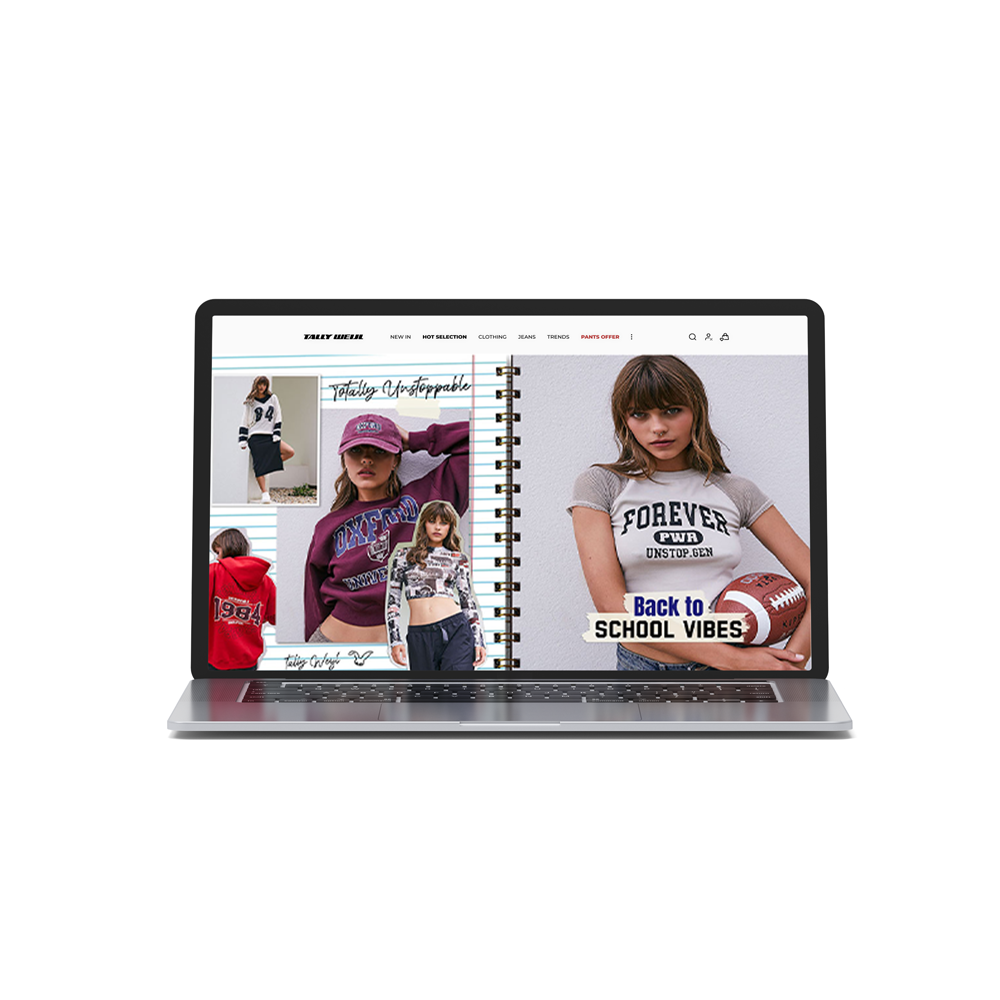 TALLY WEiJL
NEW IN HOT SELECTION CLOTHING JEANS TRENDS PANTS OFFER
Totally Unstoppable
84
OXFORD
1984
tally Weijl
FOREVER
PWR
UNSTOP.GEN
Back to
SCHOOL VIBES